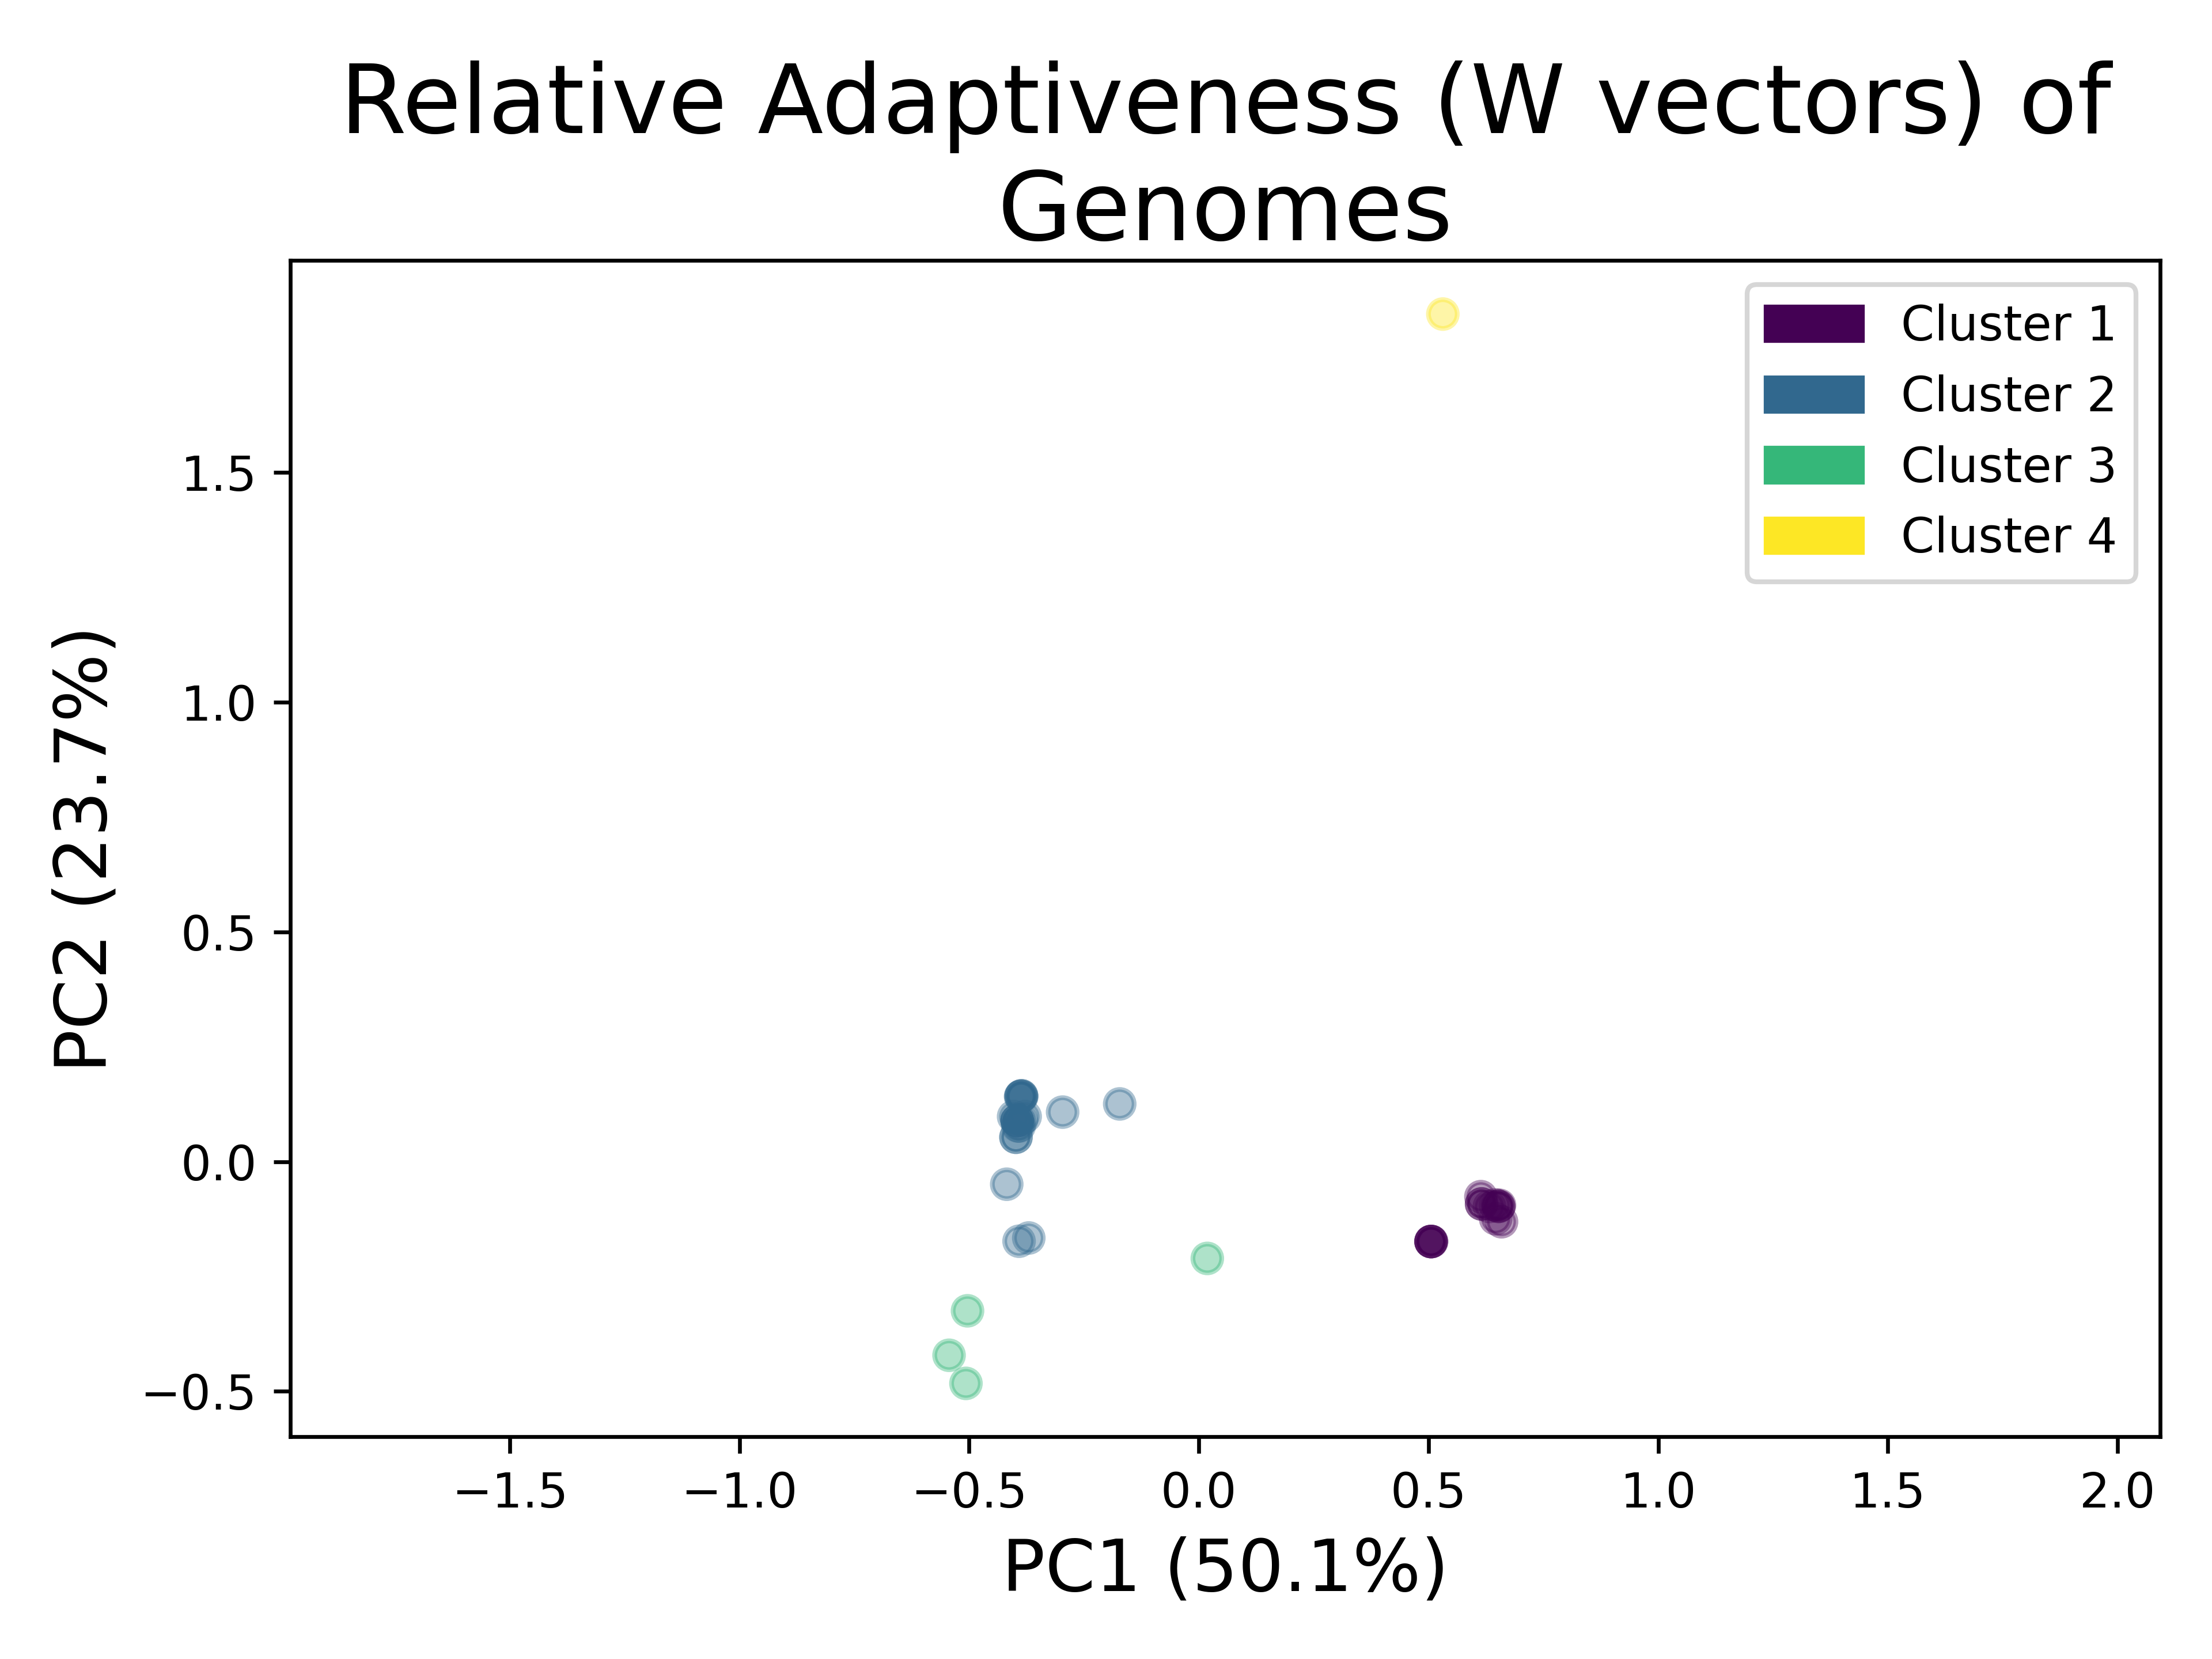 Relative Adaptiveness (W vectors) of
Genomes
Cluster 1
Cluster 2
Cluster 3
Cluster 4
PC2 (23.7%)
1.5
1.0
0.5
0.0
−0.5
−1.5 −1.0 −0.5 0.0 0.5 1.0 1.5 2.0
PC1 (50.1%)